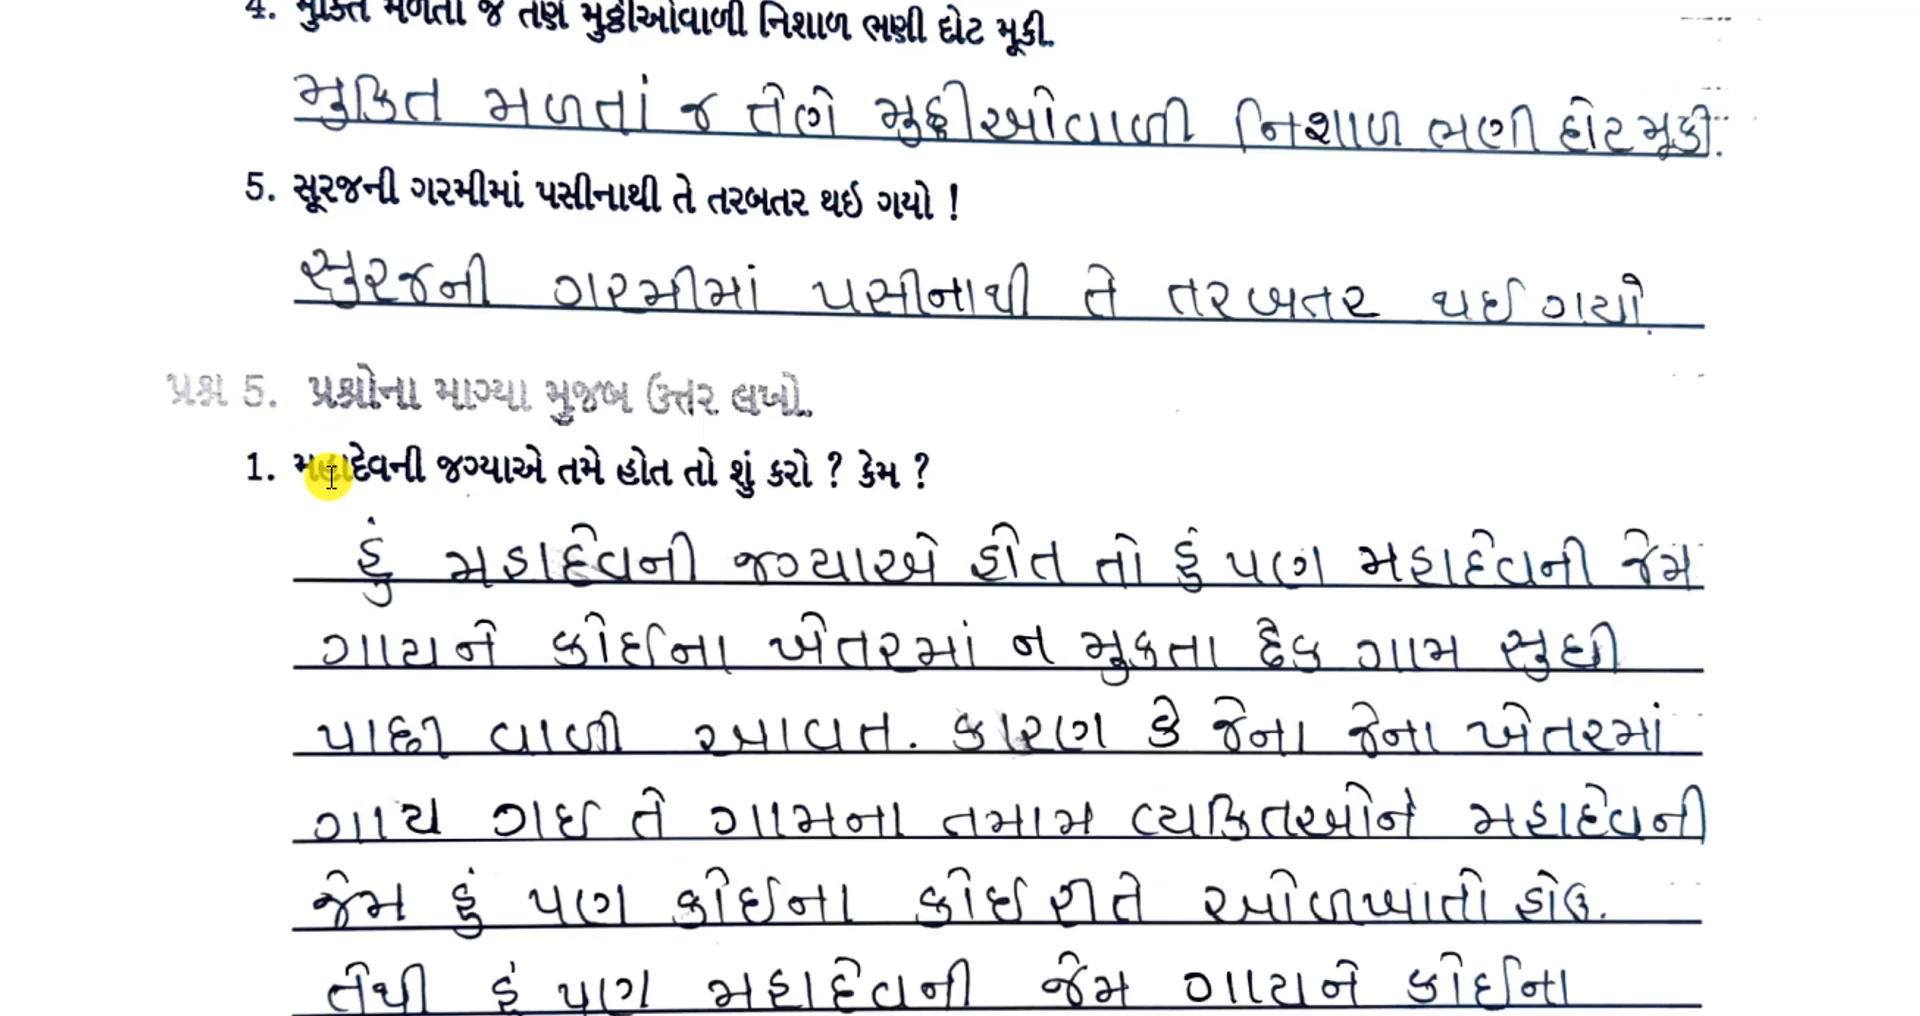 4. મુક્તિ મળતાં જ તેણે મુઠ્ઠીઓવાળી નિશાળ ભણી દોટ મૂકી.
મુક્તિ મળતાં જ તેણે મુઠ્ઠીઓવાળી નિશાળ ભણી દોટ મૂકી.
5. સૂરજની ગરમીમાં પસીનાથી તે તરબતર થઈ ગયો !
સુરજની ગરમીમાં પસીનાથી તે તરબતર થઈ ગયો.
પ્રશ્ન 5. પ્રશ્નોના માગ્યા મુજબ ઉત્તર લખો.
1. મહાદેવની જગ્યાએ તમે હોત તો શું કરો ? કેમ ?
હું મહાદેવની જગ્યાએ હોત તો હું પણ મહાદેવની જેમ
ગાયને કોઈના ખેતરમાં ન મુકતા છેક ગામ સુધી
પાછી વાળી આવત. કારણ કે જેના જેના ખેતરમાં
ગાય ગઈ તે ગામના તમામ વ્યકિતઓને મહાદેવની
જેમ હું પણ કોઈના કોઈ રીતે ઓળખાતો હોઉ.
તેથી હું પણ મહાદેવની જેમ ગાયને કોઈના